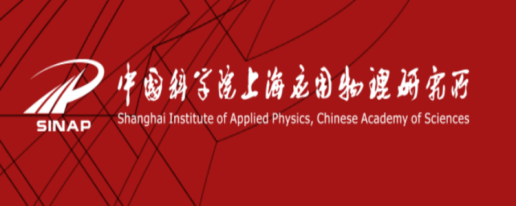 中国科学院上海应用物理研究所
SINAP
Shanghai Institute of Applied Physics, Chinese Academy of Sciences